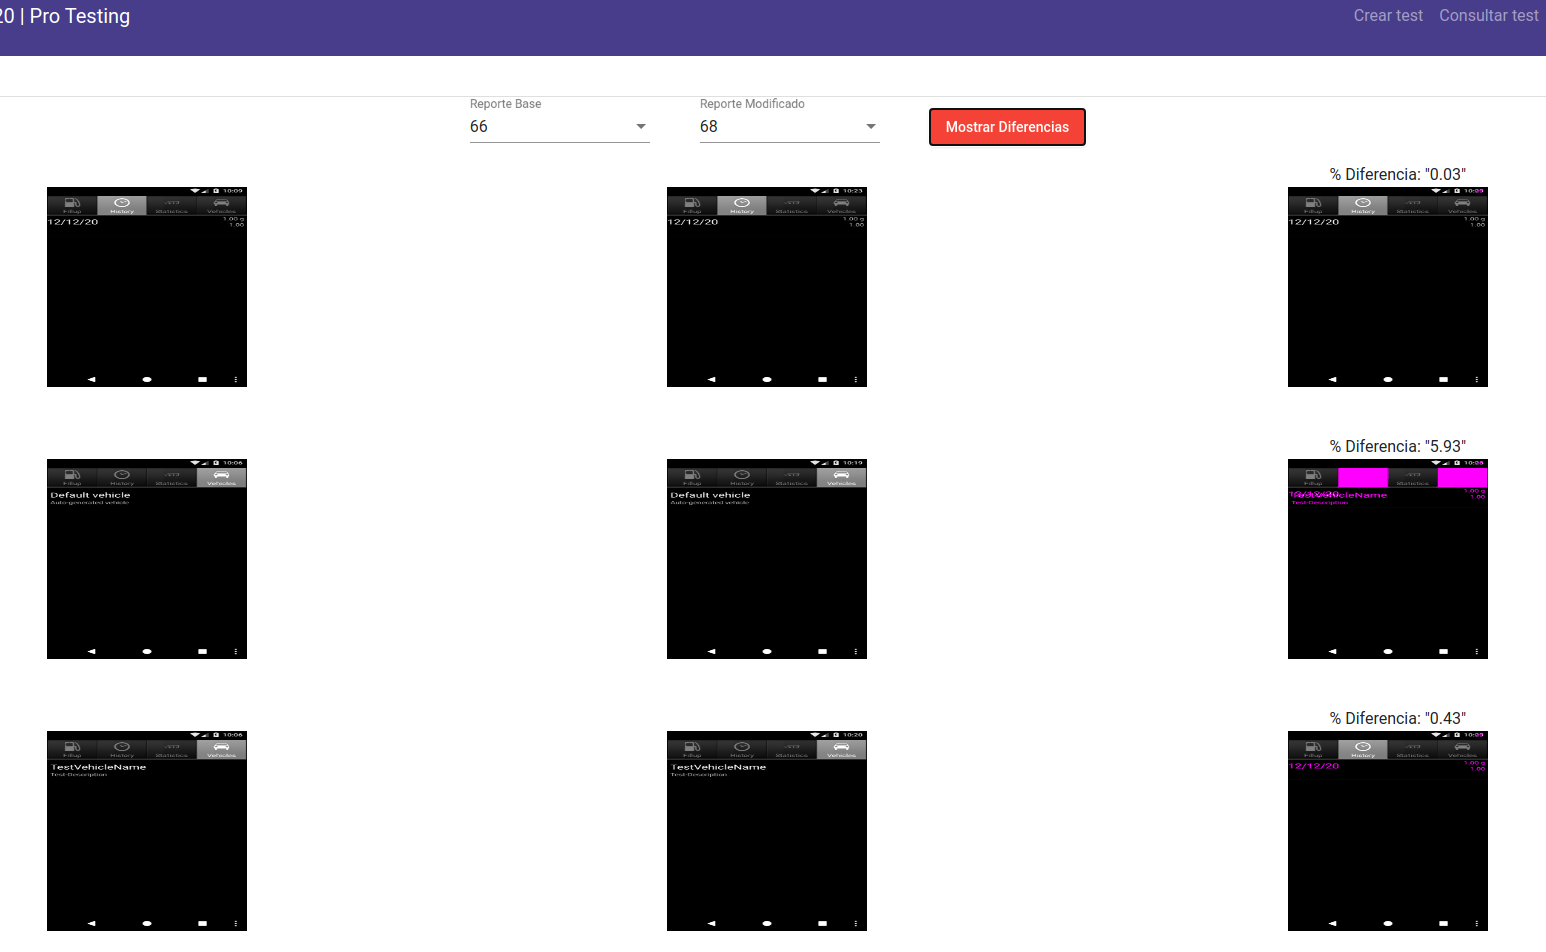 20 | Pro Testing
Crear test Consultar test
Reporte Base
66
Reporte Modificado
68
Mostrar Diferencias
% Diferencia: "0.03"
10:09
Fillup History Statistics Vehicles
12/12/20
1.00 g
1.00
10:23
Fillup History Statistics Vehicles
12/12/20
1.00 g
1.00
10:09
Fillup History Statistics Vehicles
12/12/20
1.00 g
1.00
% Diferencia: "5.93"
10:06
Fillup History Statistics Vehicles
Default vehicle
Auto-generated vehicle
10:19
Fillup History Statistics Vehicles
Default vehicle
Auto-generated vehicle
Fillup Statistics
12/12/20
TestVehicleName
Test-Description
1.00 g
1.00
% Diferencia: "0.43"
10:06
Fillup History Statistics Vehicles
TestVehicleName
Test-Description
10:20
Fillup History Statistics Vehicles
TestVehicleName
Test-Description
Fillup History Statistics Vehicles
12/12/20
1.00 g
1.00